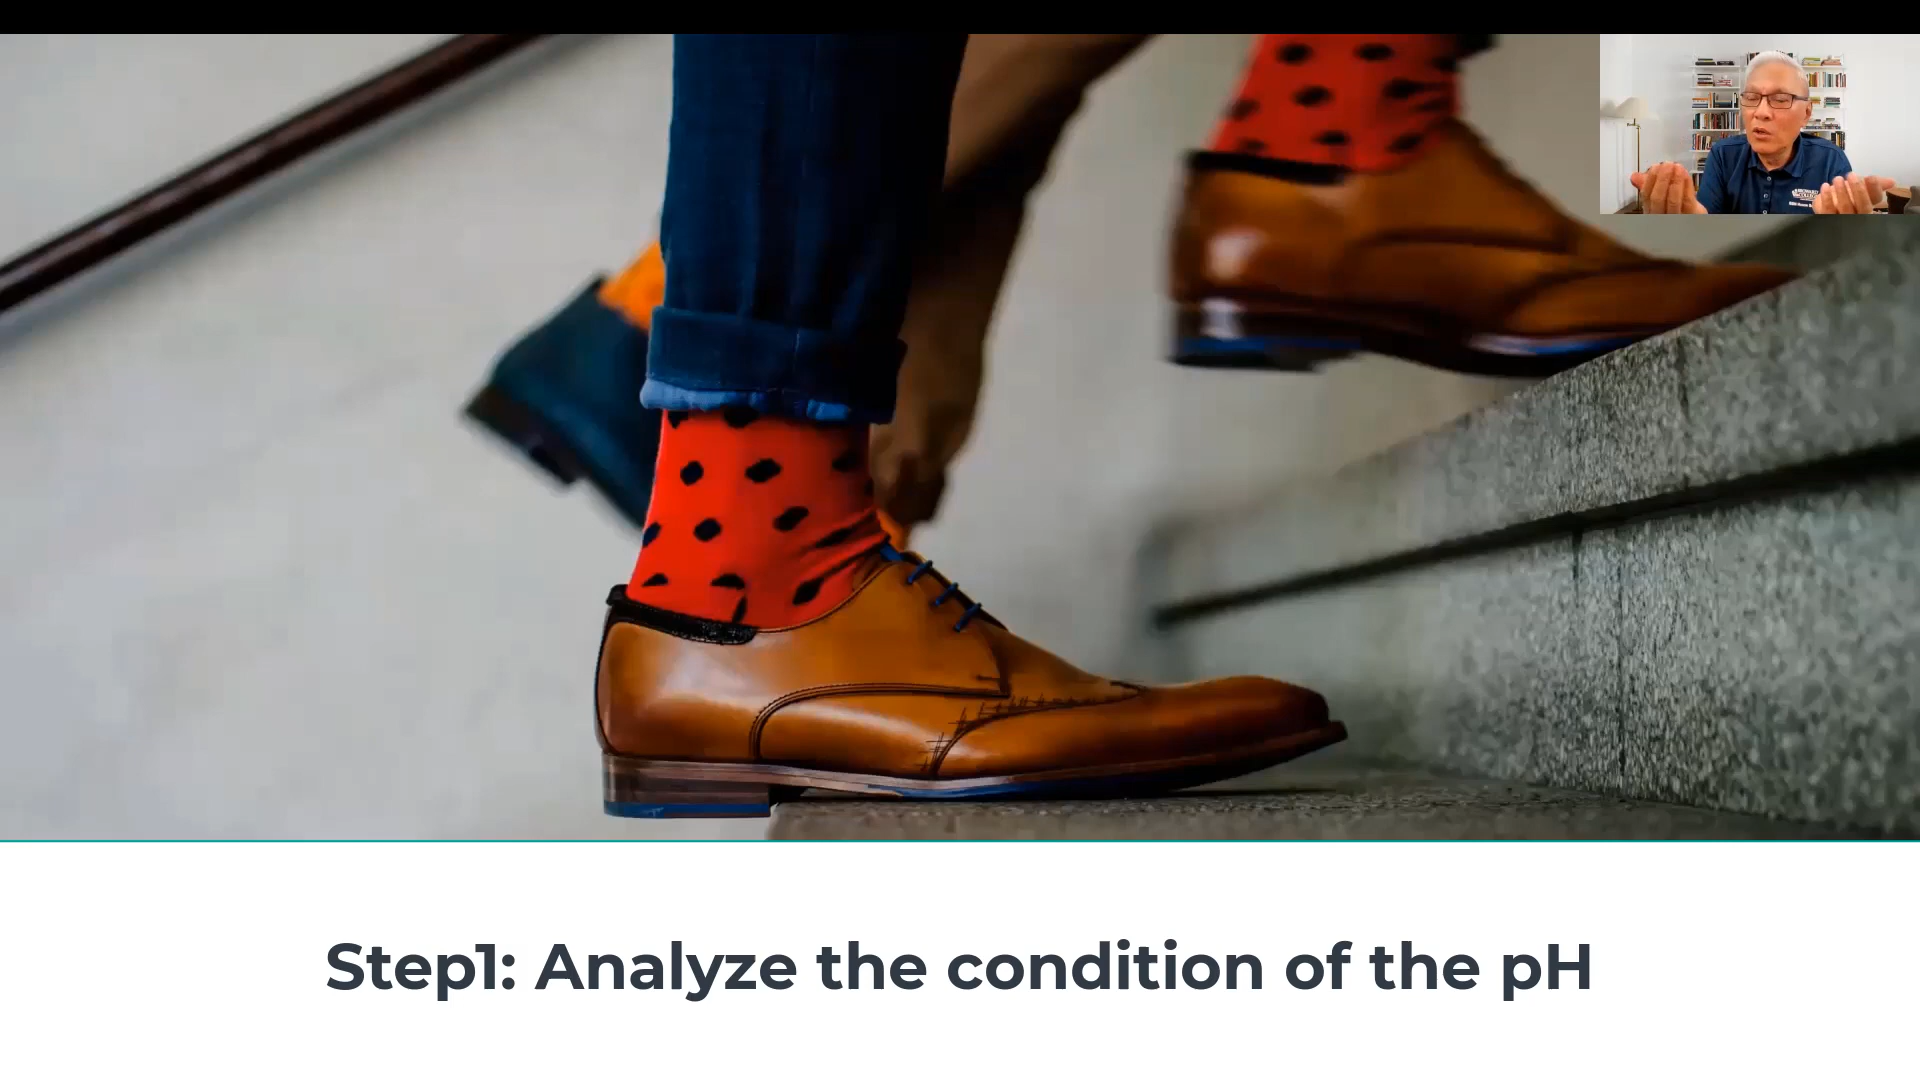 Step1: Analyze the condition of the pH